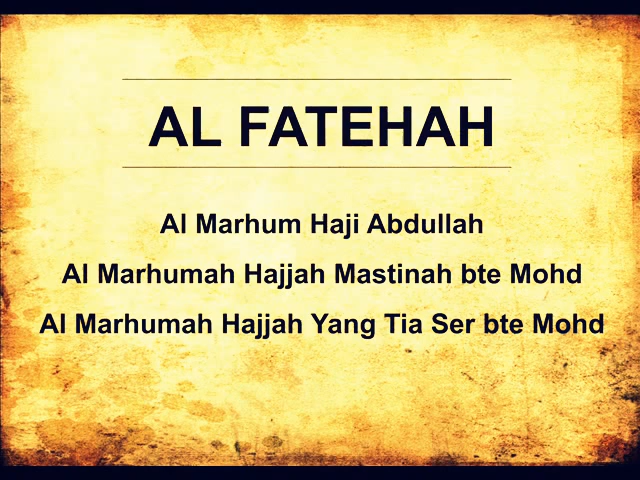 AL FATEHAH
Al Marhum Haji Abdullah
Al Marhumah Hajjah Mastinah bte Mohd
Al Marhumah Hajjah Yang Tia Ser bte Mohd